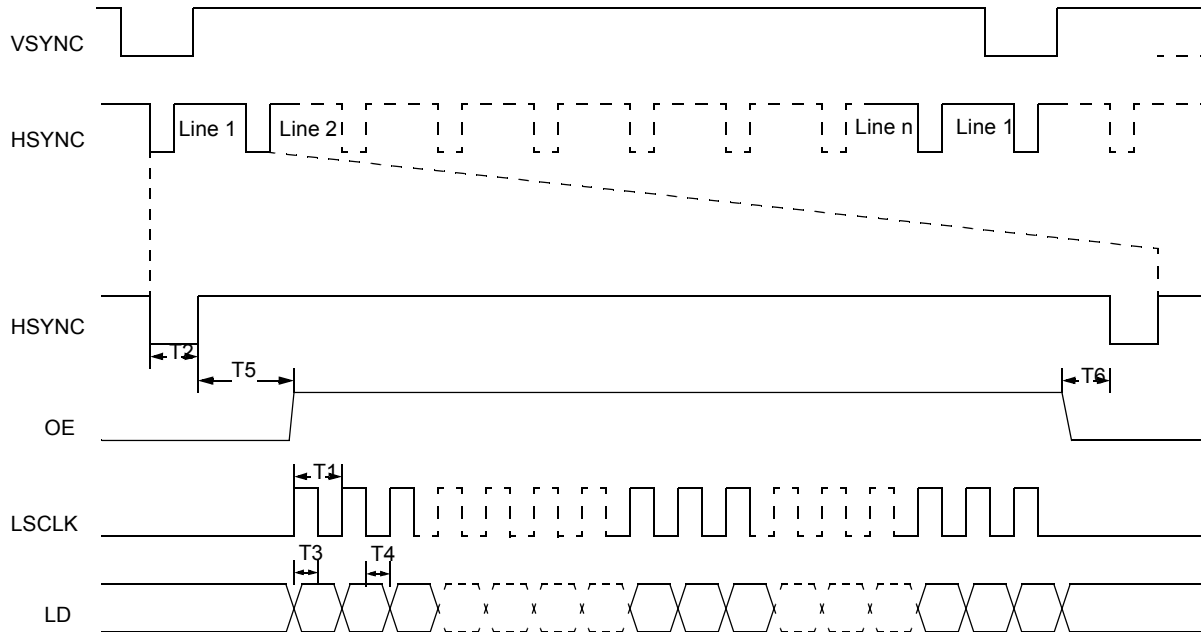 VSYNC
HSYNC
Line 1
Line 2
Line n
Line 1
HSYNC
T2
T5
T6
OE
T1
LSCLK
T3
T4
LD